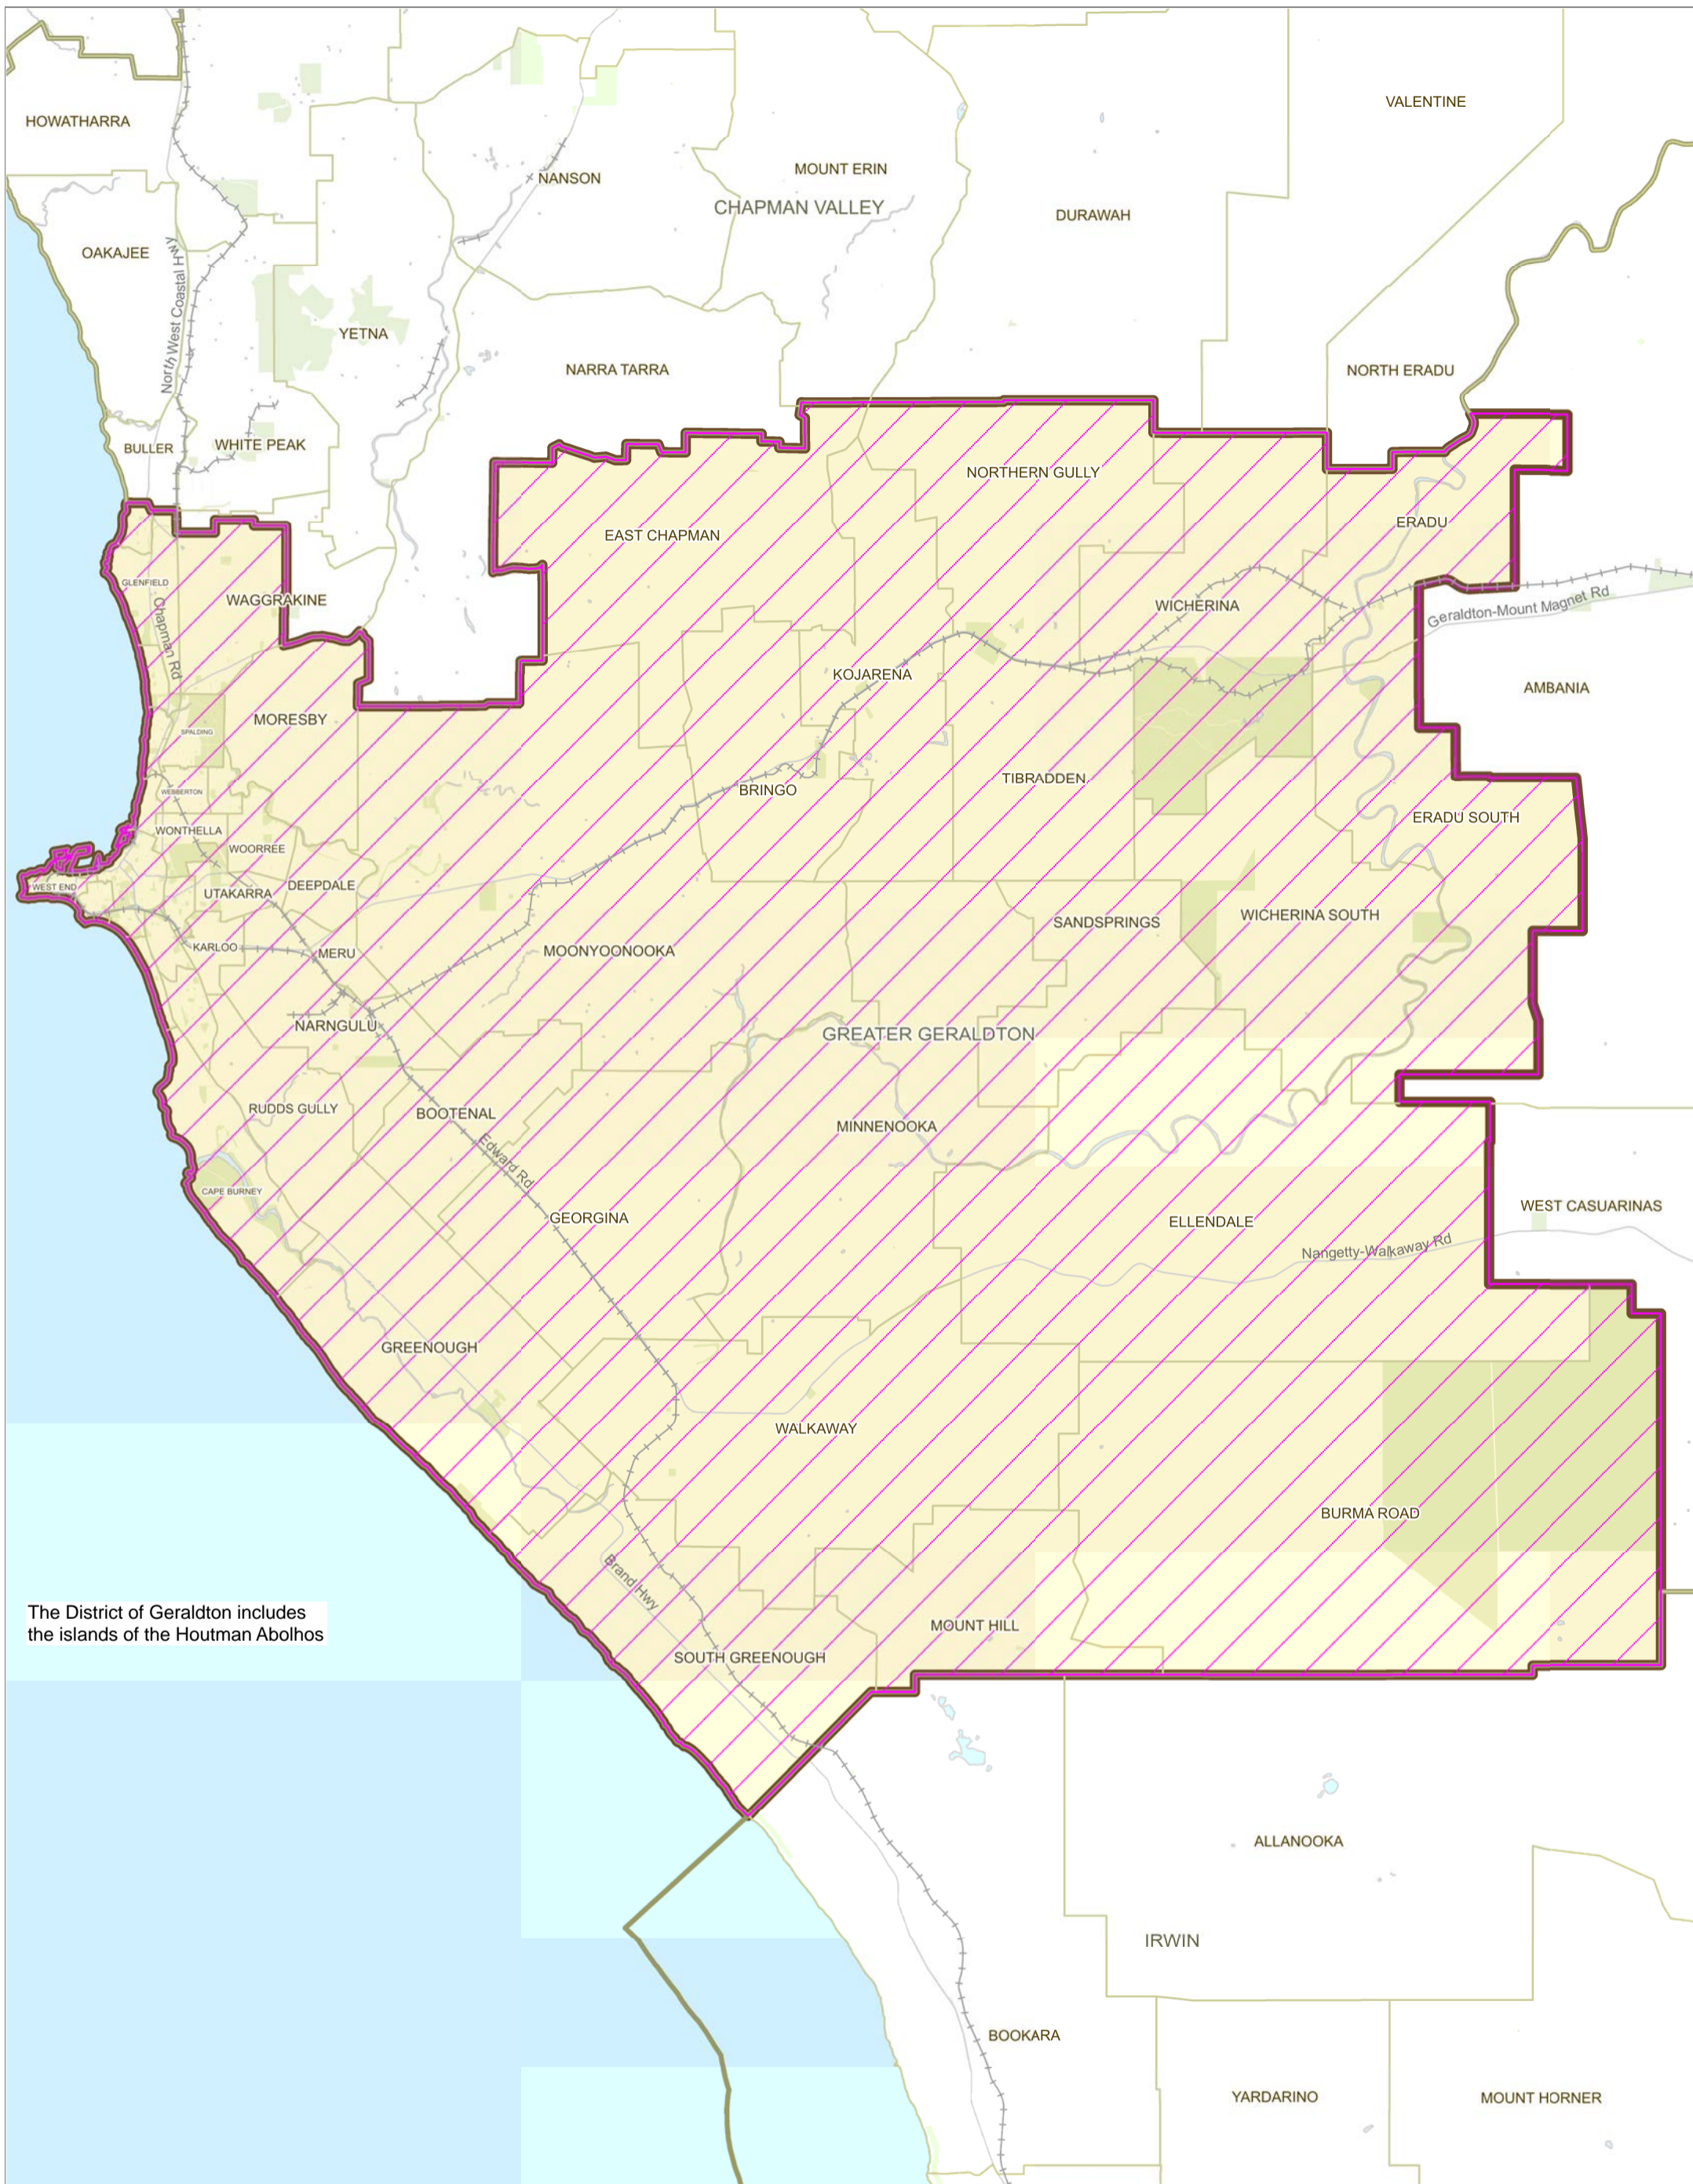 VALENTINE
HOWATHARRA
MOUNT ERIN
NANSON
CHAPMAN VALLEY
DURAWAH
OAKAJEE
North West Coastal Hwy
YETNA
NARRA TARRA
NORTH ERADU
BULLER
WHITE PEAK
NORTHERN GULLY
ERADU
EAST CHAPMAN
GLENFIELD
WAGGRAKINE
WICHERINA
Geraldton-Mount Magnet Rd
Chapman Rd
KOJARENA
AMBANIA
MORESBY
SPALDING
TIBRADDEN
BRINGO
WEBBERTON
ERADU SOUTH
WONTHELLA
WOORREE
WEST END
DEEPDALE
UTAKARRA
WICHERINA SOUTH
SANDSPRINGS
KARLOO
MERU
MOONYOONOOKA
NARNGULU
GREATER GERALDTON
RUDDS GULLY
BOOTENAL
MINNENOOKA
Edward Rd
CAPE BURNEY
WEST CASUARINAS
GEORGINA
ELLENDALE
Nangetty-Walkaway Rd
GREENOUGH
WALKAWAY
BURMA ROAD
Brand Hwy
The District of Geraldton includes
the islands of the Houtman Abolhos
MOUNT HILL
SOUTH GREENOUGH
ALLANOOKA
IRWIN
BOOKARA
YARDARINO
MOUNT HORNER